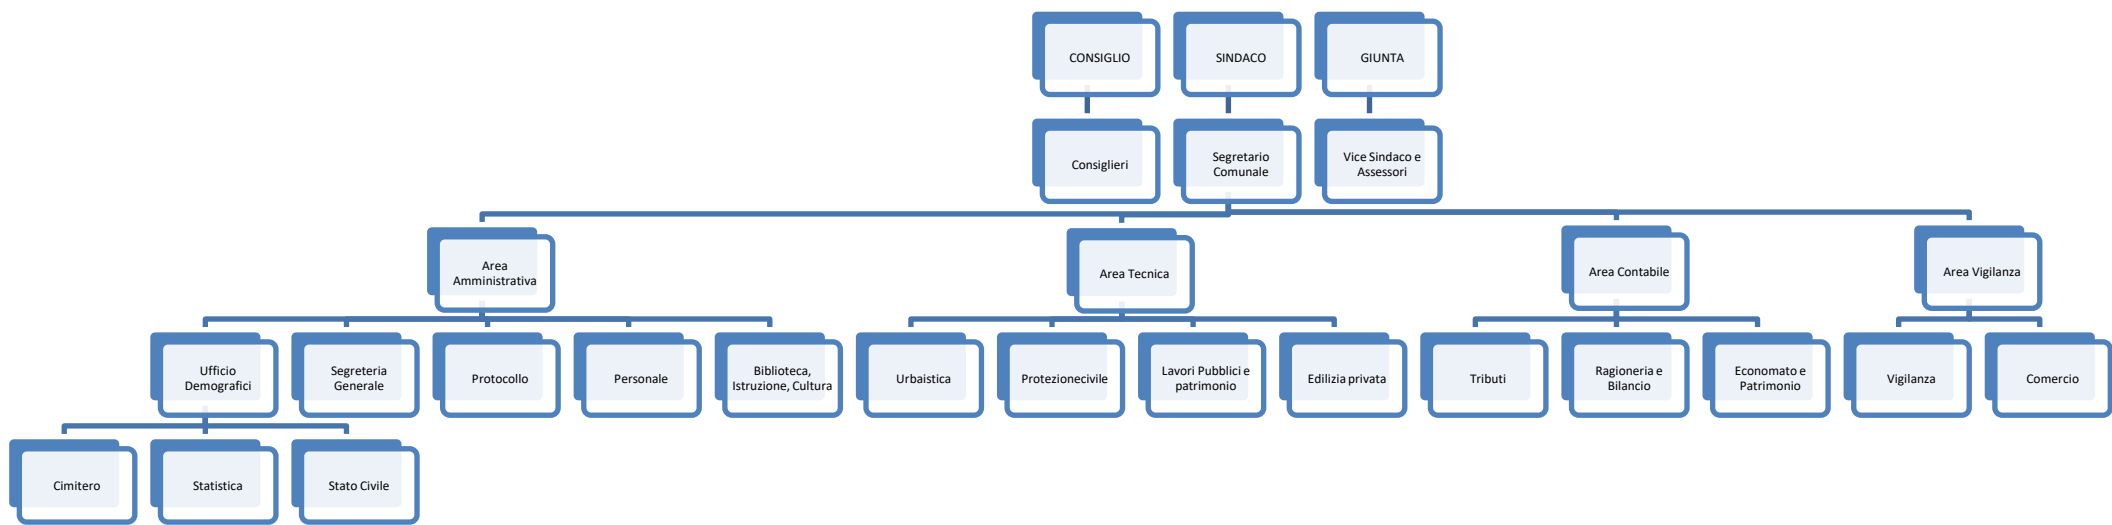 CONSIGLIO
SINDACO
GIUNTA
Consiglieri
Segretario
Comunale
Vice Sindaco e
Assessori
Area
Amministrativa
Area Tecnica
Area Contabile
Area Vigilanza
Ufficio
Demografici
Segreteria
Generale
Protocollo
Personale
Biblioteca,
Istruzione, Cultura
Urbaistica
Protezionecivile
Lavori Pubblici e
patrimonio
Edilizia privata
Tributi
Ragioneria e
Bilancio
Economato e
Patrimonio
Vigilanza
Comercio
Cimitero
Statistica
Stato Civile